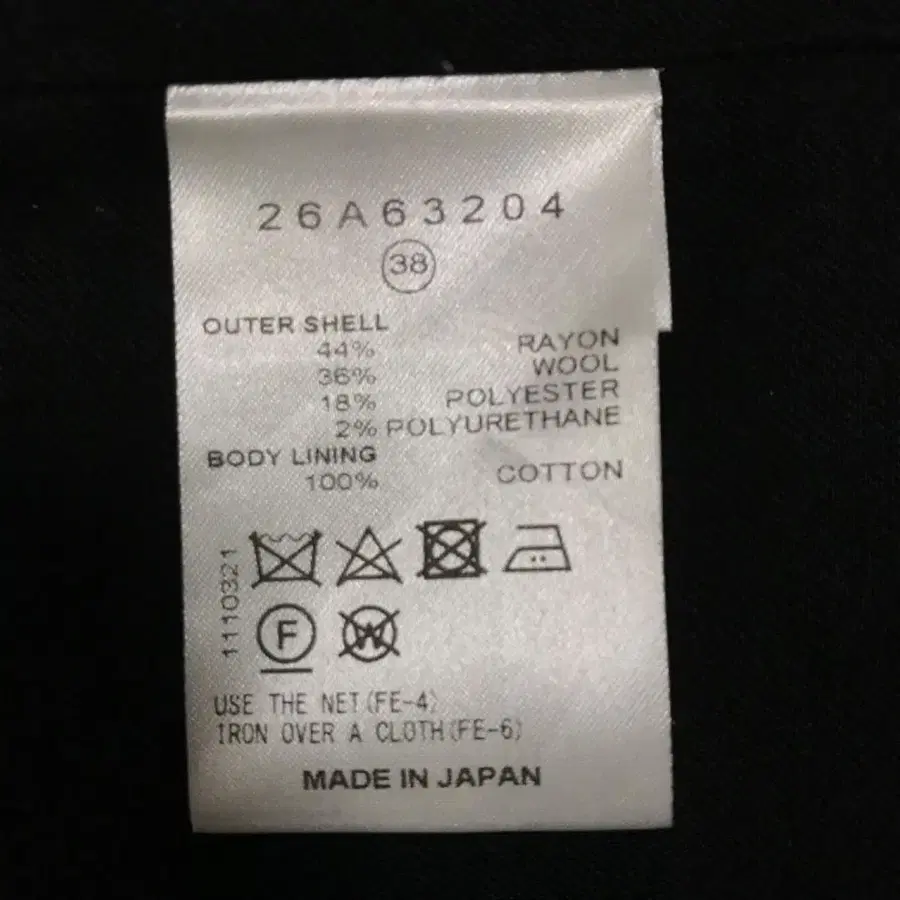 26A63204
38
OUTER SHELL
44% RAYON
36% WOOL
18% POLYESTER
2% POLYURETHANE
BODY LINING
100% COTTON
1110321
F
W
USE THE NET(FE-4)
IRON OVER A CLOTH(FE-6)
MADE IN JAPAN